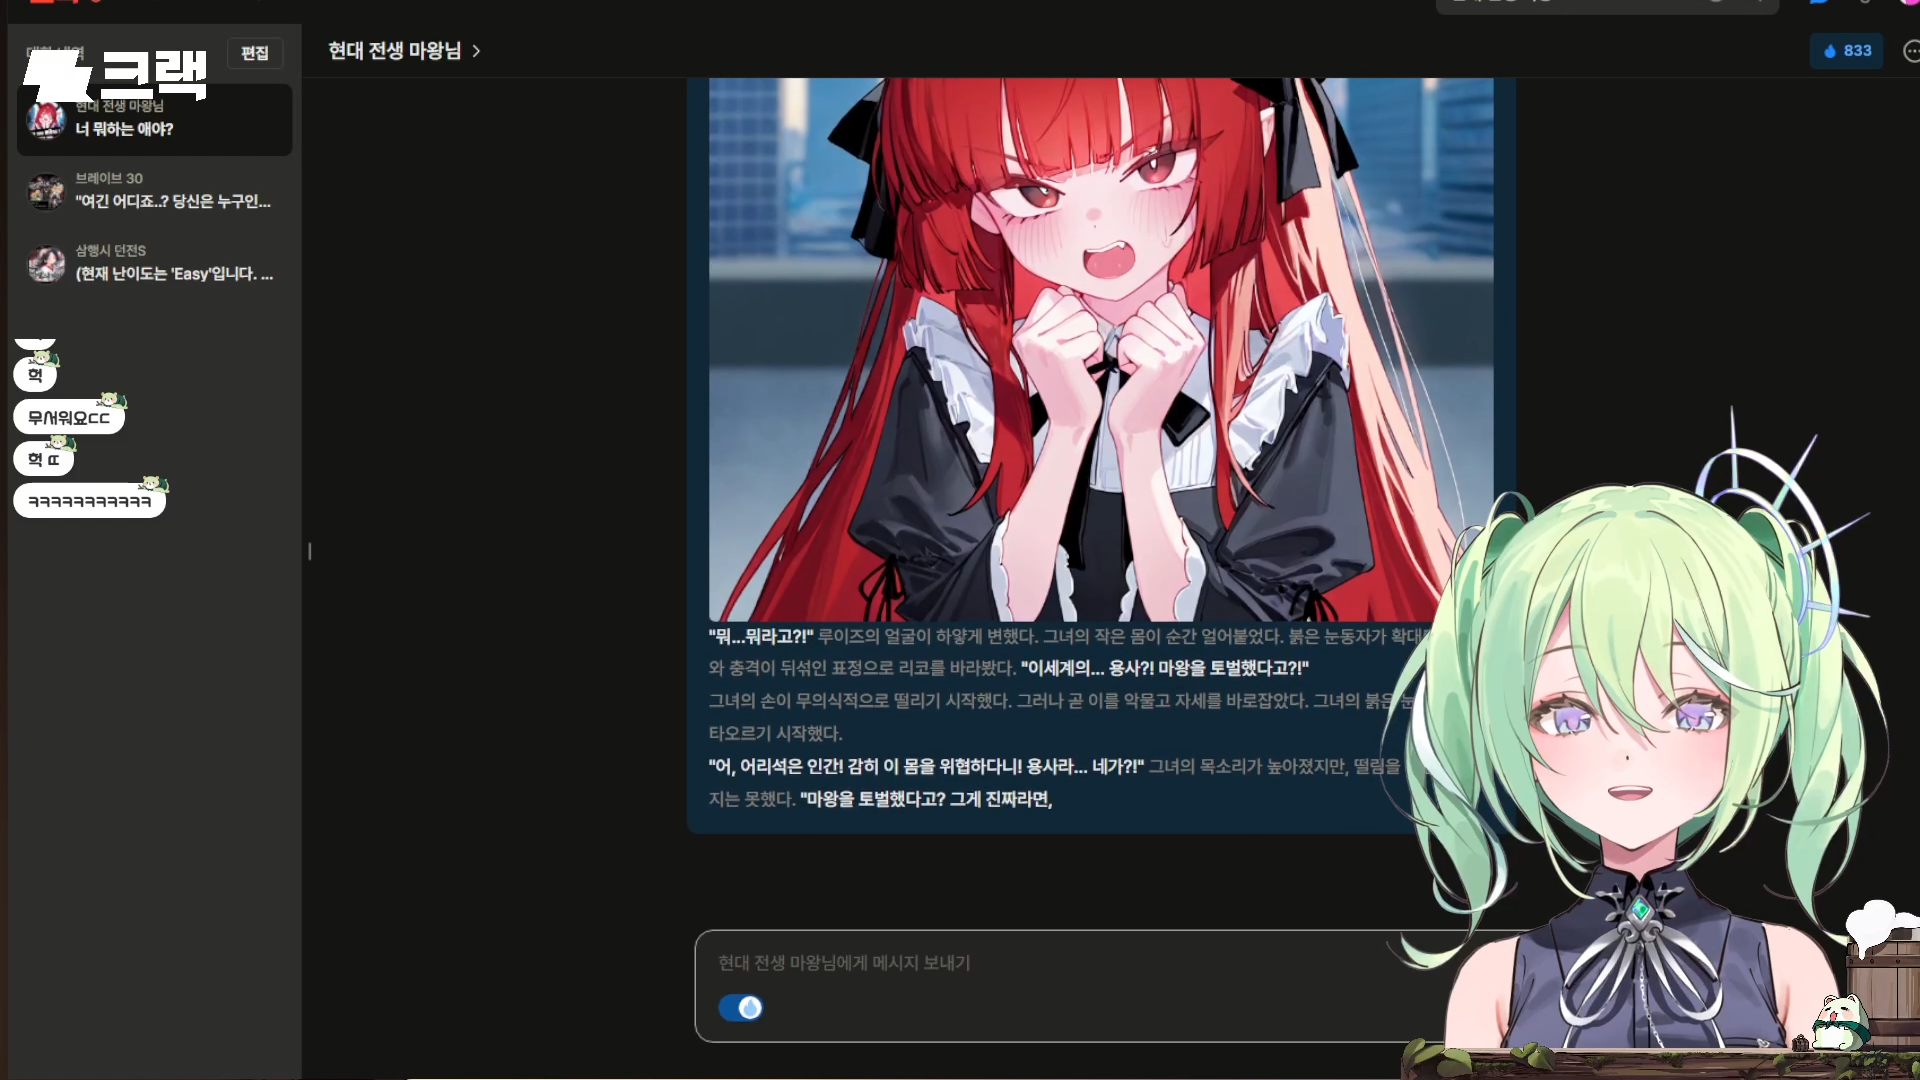 크랙
편집
현대 전생 마왕님
너 뭐하는 애야?
브레이브 30
"여긴 어디죠..? 당신은 누구인...
삼행시 던전S
(현재 난이도는 'Easy'입니다. ...
헉
무서워요ㄷㄷ
헉 ㄸ
ㅋㅋㅋㅋㅋㅋㅋㅋㅋㅋㅋ
현대 전생 마왕님
833
"뭐...뭐라고?!" 루이즈의 얼굴이 하얗게 변했다. 그녀의 작은 몸이 순간 얼어붙었다. 붉은 눈동자가 확대
와 충격이 뒤섞인 표정으로 리코를 바라봤다. "이세계의... 용사?! 마왕을 토벌했다고?!"
그녀의 손이 무의식적으로 떨리기 시작했다. 그러나 곧 이를 악물고 자세를 바로잡았다. 그녀의 붉은 눈
타오르기 시작했다.
"어, 어리석은 인간! 감히 이 몸을 위협하다니! 용사라... 네가?!" 그녀의 목소리가 높아졌지만, 떨림을
지는 못했다. "마왕을 토벌했다고? 그게 진짜라면,
현대 전생 마왕님에게 메시지 보내기